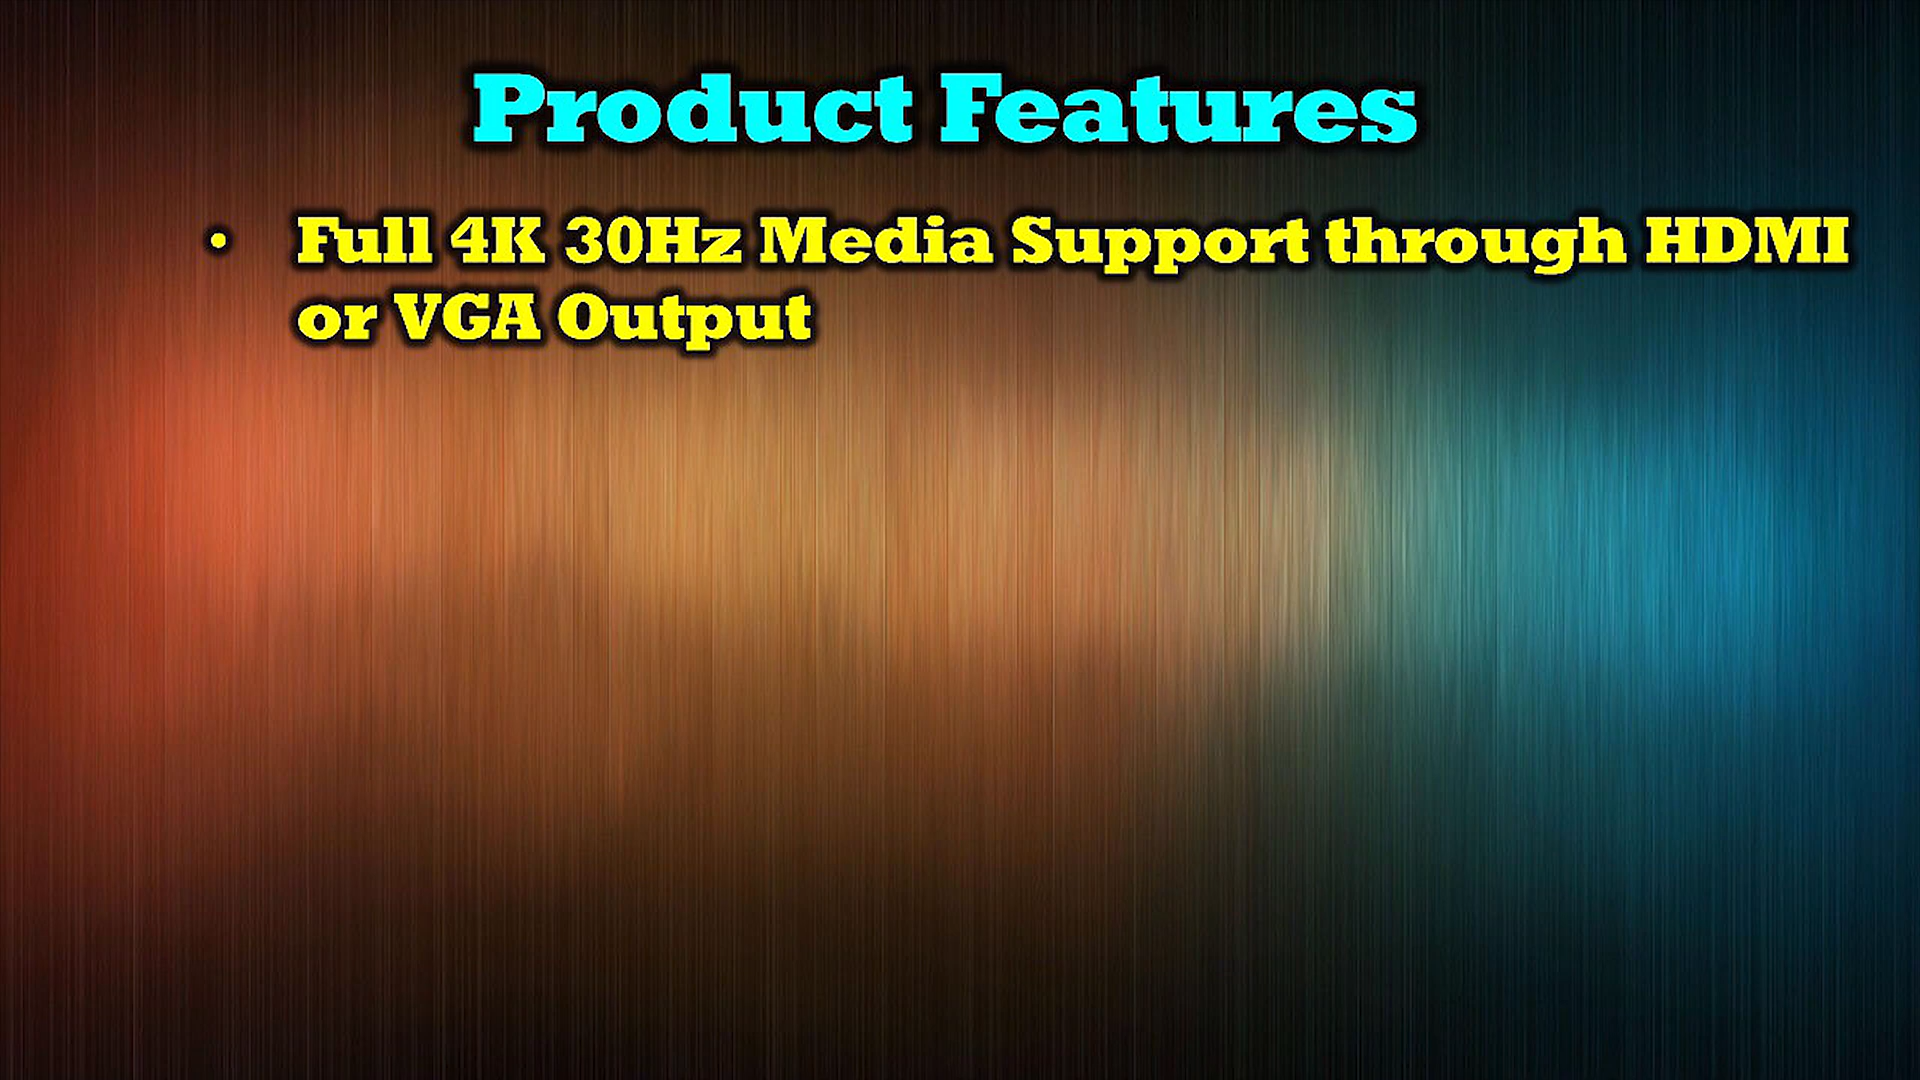 Product Features
• Full 4K 30Hz Media Support through HDMI
or VGA Output